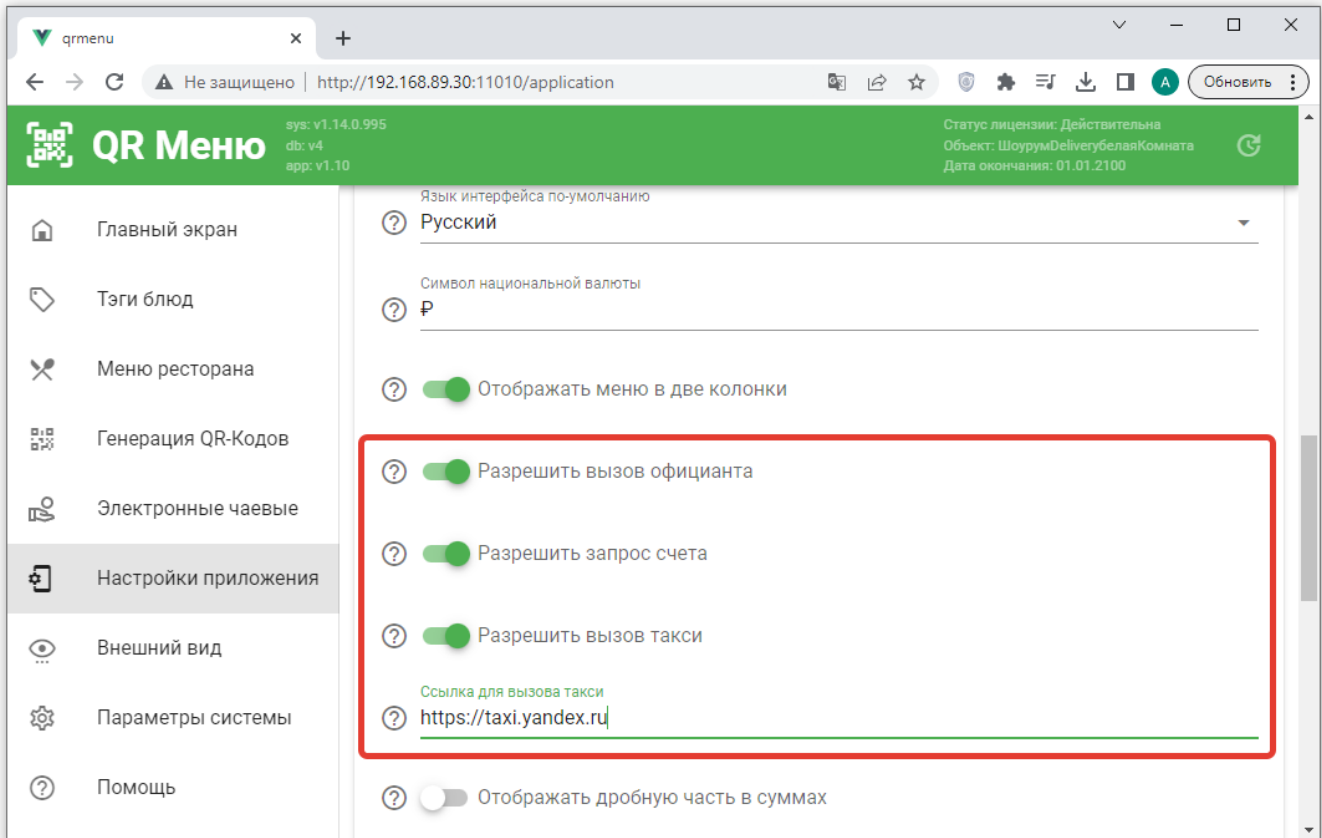 qrmenu
Не защищено http://192.168.89.30:11010/application
A
Обновить
QR Меню
sys: v1.14.0.995
db: v4
app: v1.10
Статус лицензии: Действительна
Объект: ШоурумDeliveryбелаяКомната
Дата окончания: 01.01.2100
Главный экран
Тэги блюд
Меню ресторана
Генерация QR-Кодов
Электронные чаевые
Настройки приложения
Внешний вид
Параметры системы
Помощь
Язык интерфейса по-умолчанию
Русский
Символ национальной валюты
₽
Отображать меню в две колонки
Разрешить вызов официанта
Разрешить запрос счета
Разрешить вызов такси
Ссылка для вызова такси
https://taxi.yandex.ru
Отображать дробную часть в суммах